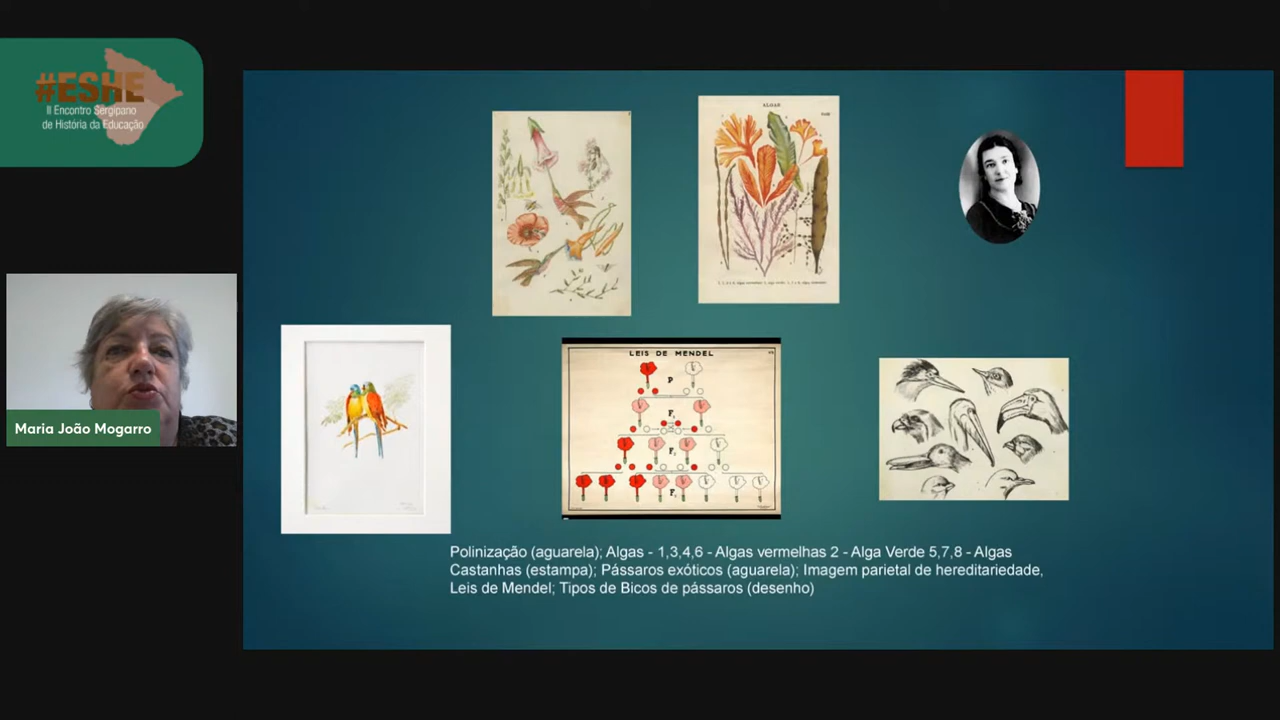 #ESHE
II Encontro Sergipano
de História da Educação
ALGAS
LEIS DE MENDEL
P
F1
F2
F3
Maria João Mogarro
Polinização (aguarela); Algas - 1,3,4,6 - Algas vermelhas 2 - Alga Verde 5,7,8 - Algas
Castanhas (estampa); Pássaros exóticos (aguarela); Imagem parietal de hereditariedade,
Leis de Mendel; Tipos de Bicos de pássaros (desenho)